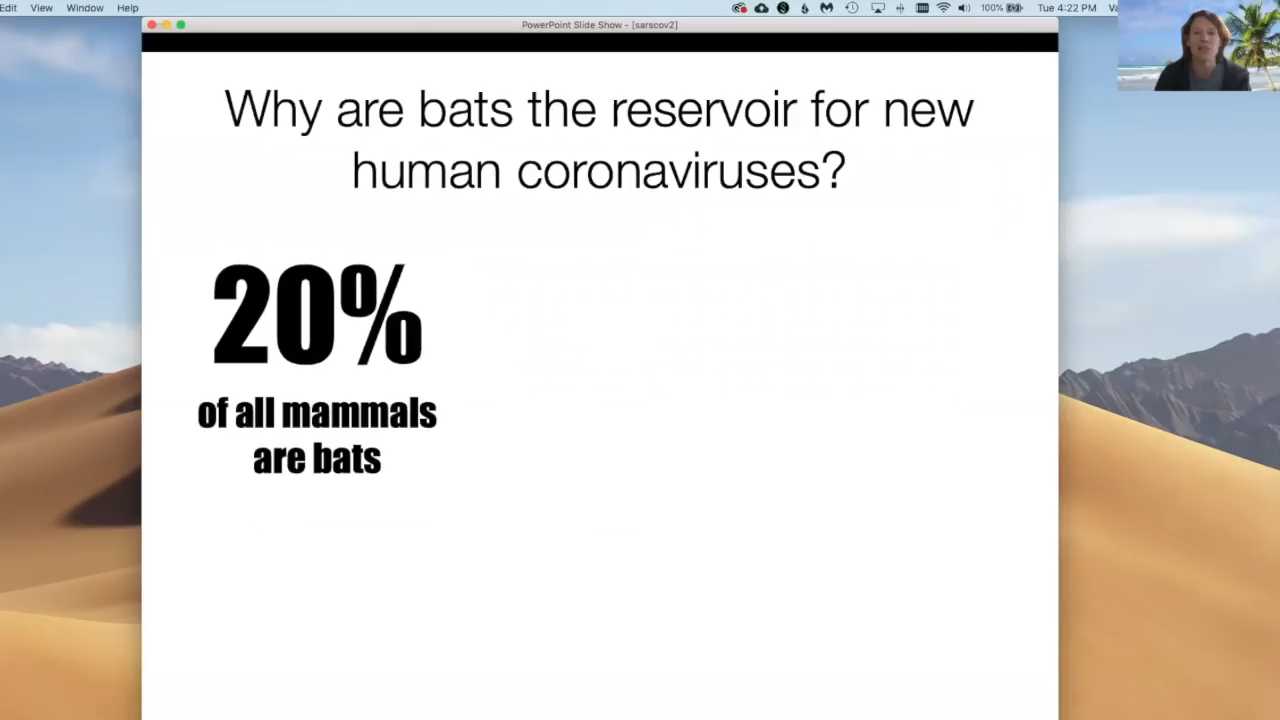 Edit View Window Help 100% Tue 4:22 PM
PowerPoint Slide Show - [sarscov2]
Why are bats the reservoir for new
human coronaviruses?
20%
of all mammals
are bats